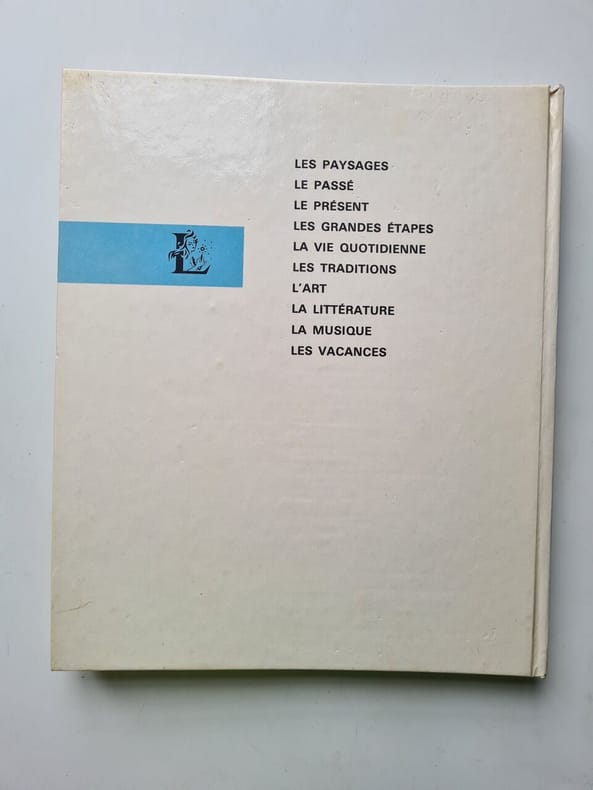 LES PAYSAGES
LE PASSÉ
LE PRÉSENT
LES GRANDES ÉTAPES
LA VIE QUOTIDIENNE
LES TRADITIONS
L'ART
LA LITTÉRATURE
LA MUSIQUE
LES VACANCES
L